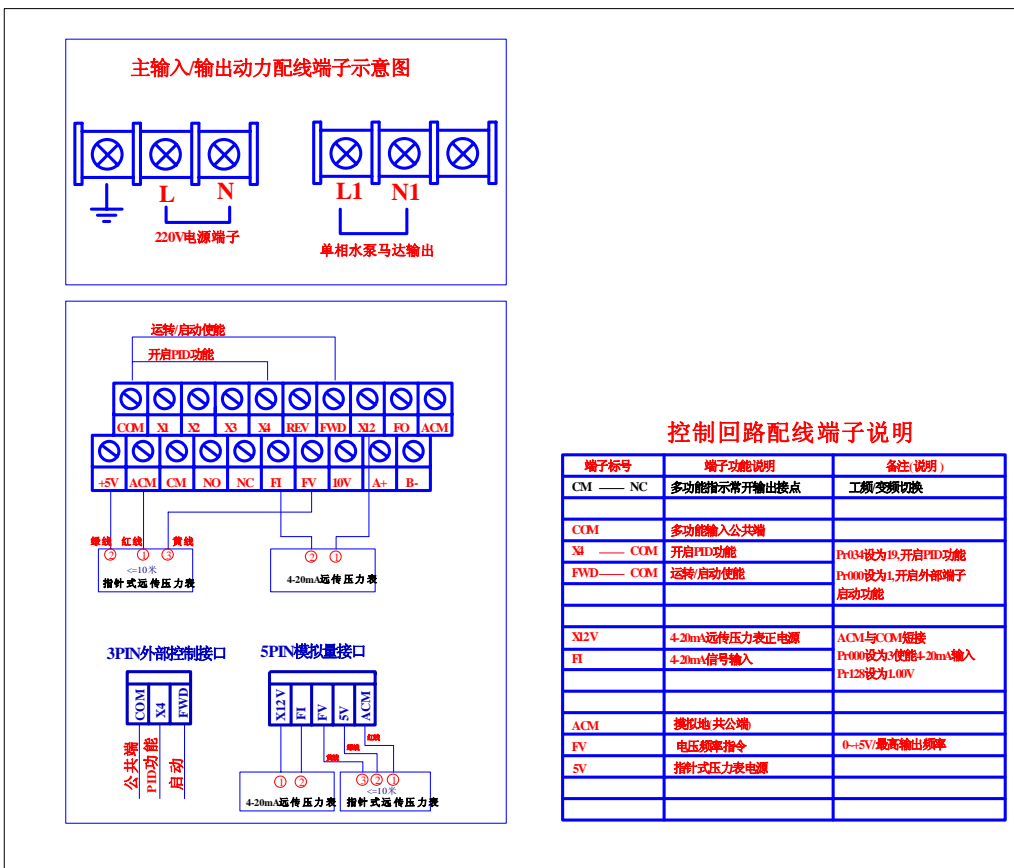 主输入/输出动力配线端子示意图
L N
220V电源端子
L1 N1
单相水泵马达输出
运转/启动使能
开启PID功能
COM X1 X2 X3 X4 REV FWD X12 FO ACM
+5V ACM CM NO NC FI FV 10V A+ B-
绿线 红线 黄线
② ① ③
<=10米
指针式远传压力表
② ①
4-20mA远传压力表
3PIN外部控制接口
COM X4 FWD
公共端 PID功能 启动
5PIN模拟量接口
X12V FI FV 5V ACM
黄线 绿线 红线
① ②
4-20mA远传压力表
③ ② ①
<=10米
指针式远传压力表
控制回路配线端子说明
端子标号 端子功能说明 备注(说明)
CM —— NC 多功能指示常开输出接点 工频/变频切换
COM 多功能输入公共端
X4 —— COM 开启PID功能 Pr034设为19,开启PID功能
FWD —— COM 运转/启动使能 Pr000设为1,开启外部端子
启动功能
X12V 4-20mA远传压力表正电源 ACM与COM短接
FI 4-20mA信号输入 Pr000设为3使能4-20mA输入
Pr128设为1.00V
ACM 摸拟地(共公端)
FV 电压频率指令 0~+5V/最高输出频率
5V 指针式压力表电源